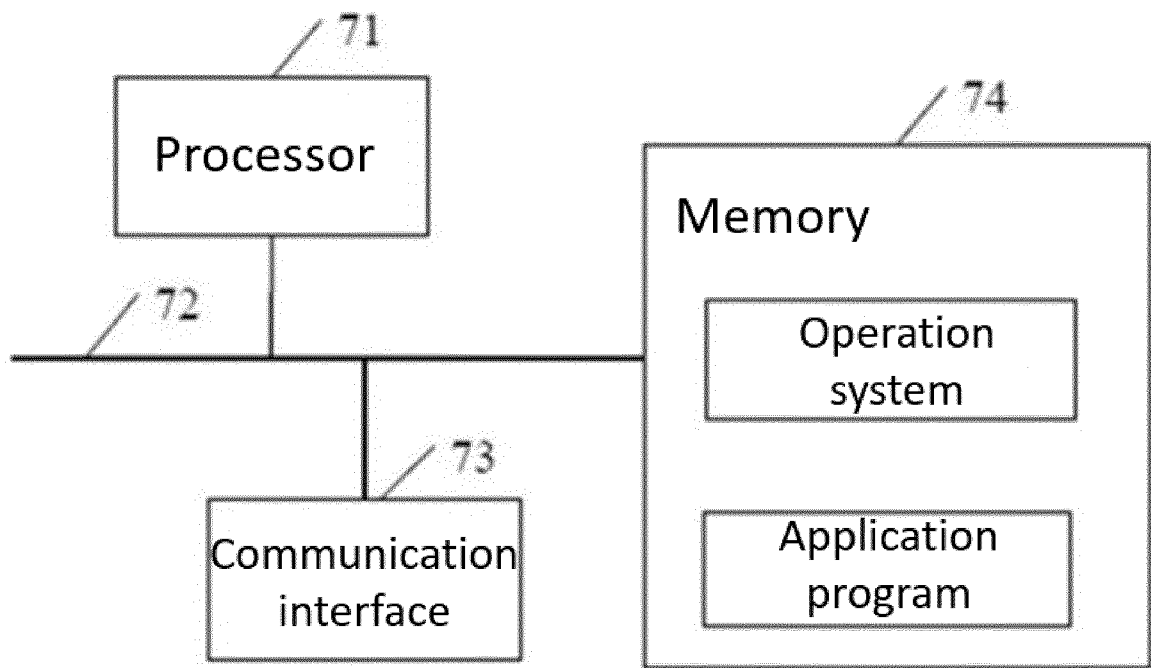 71
Processor
74
Memory
72
Operation
system
73
Communication
interface
Application
program